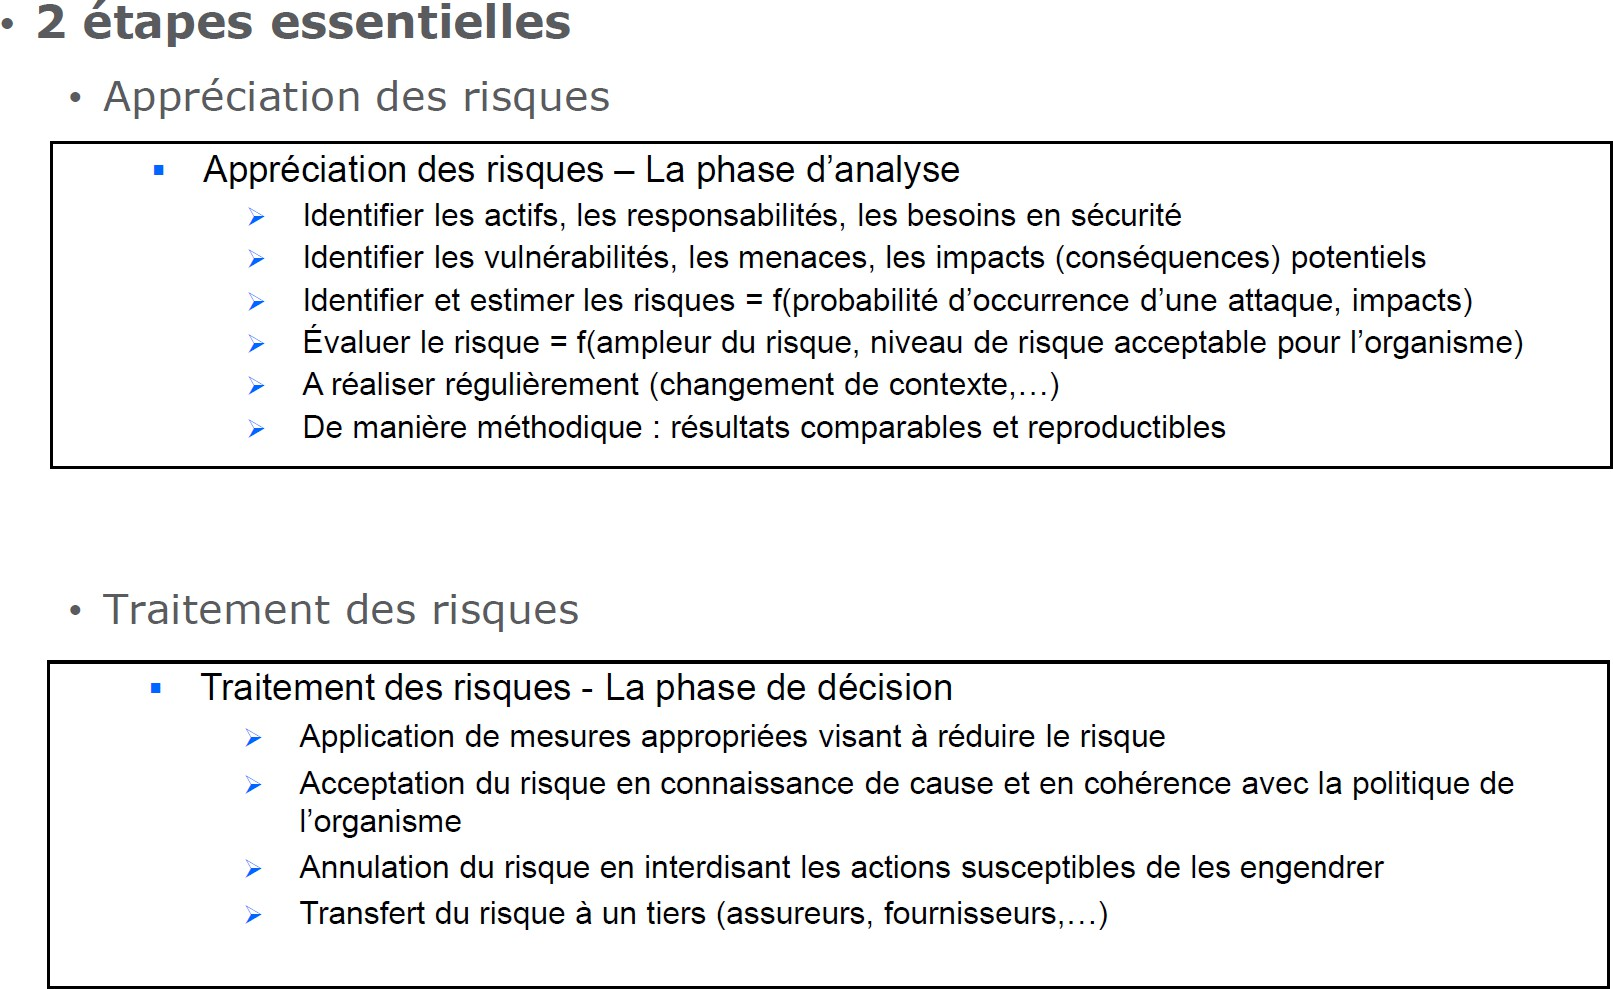 • 2 étapes essentielles
• Appréciation des risques
▪ Appréciation des risques – La phase d’analyse
➢ Identifier les actifs, les responsabilités, les besoins en sécurité
➢ Identifier les vulnérabilités, les menaces, les impacts (conséquences) potentiels
➢ Identifier et estimer les risques = f(probabilité d’occurrence d’une attaque, impacts)
➢ Évaluer le risque = f(ampleur du risque, niveau de risque acceptable pour l’organisme)
➢ A réaliser régulièrement (changement de contexte,…)
➢ De manière méthodique : résultats comparables et reproductibles
• Traitement des risques
▪ Traitement des risques - La phase de décision
➢ Application de mesures appropriées visant à réduire le risque
➢ Acceptation du risque en connaissance de cause et en cohérence avec la politique de
l’organisme
➢ Annulation du risque en interdisant les actions susceptibles de les engendrer
➢ Transfert du risque à un tiers (assureurs, fournisseurs,…)